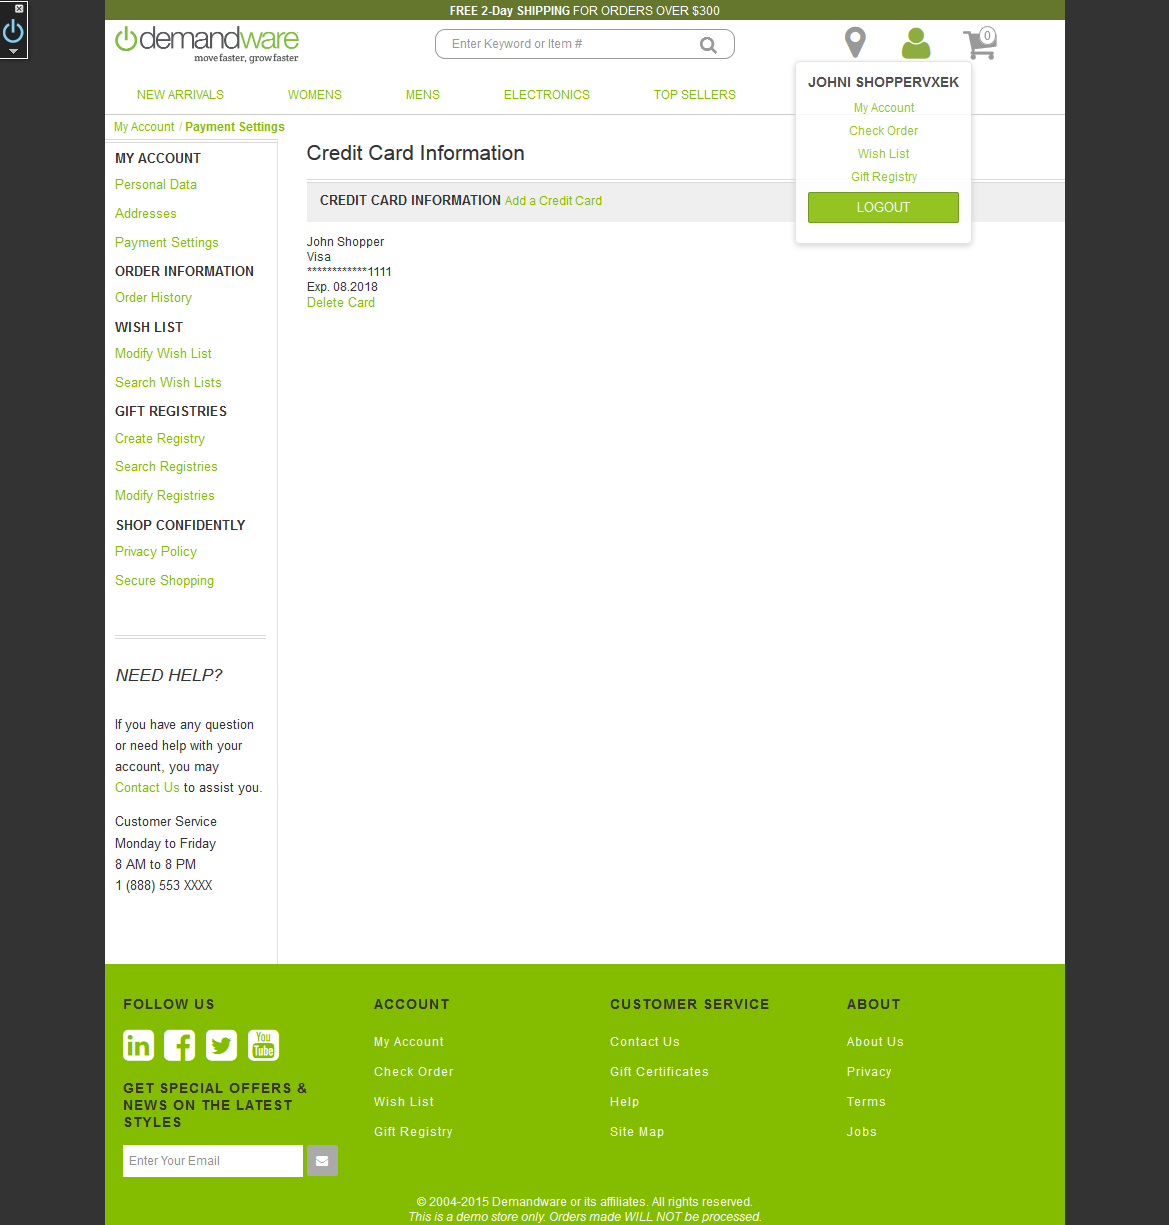 FREE 2-Day SHIPPING FOR ORDERS OVER $300
demandware
move faster, grow faster
Enter Keyword or Item #
0
JOHNI SHOPPERVXEK
My Account
Check Order
Wish List
Gift Registry
LOGOUT
NEW ARRIVALS WOMENS MENS ELECTRONICS TOP SELLERS
My Account / Payment Settings
MY ACCOUNT
Personal Data
Addresses
Payment Settings
ORDER INFORMATION
Order History
WISH LIST
Modify Wish List
Search Wish Lists
GIFT REGISTRIES
Create Registry
Search Registries
Modify Registries
SHOP CONFIDENTLY
Privacy Policy
Secure Shopping
NEED HELP?
If you have any question
or need help with your
account, you may
Contact Us to assist you.
Customer Service
Monday to Friday
8 AM to 8 PM
1 (888) 553 XXXX
Credit Card Information
CREDIT CARD INFORMATION Add a Credit Card
John Shopper
Visa
************1111
Exp. 08.2018
Delete Card
FOLLOW US
in
You
Tube
GET SPECIAL OFFERS &
NEWS ON THE LATEST
STYLES
Enter Your Email
ACCOUNT
My Account
Check Order
Wish List
Gift Registry
CUSTOMER SERVICE
Contact Us
Gift Certificates
Help
Site Map
ABOUT
About Us
Privacy
Terms
Jobs
© 2004-2015 Demandware or its affiliates. All rights reserved.
This is a demo store only. Orders made WILL NOT be processed.